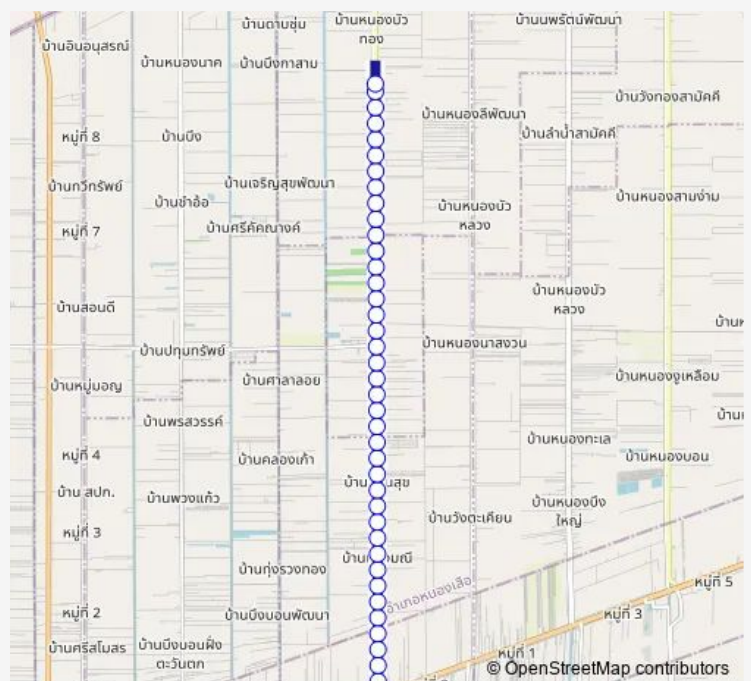 บ้านดาบชุ่ม
บ้านหนองบัว
ทอง
บ้านนพรัตน์พัฒนา
บ้านอินอนุสรณ์
บ้านหนองนาค
บ้านบึงกาสาม
บ้านวังทองสามัคคี
บ้านหนองลีพัฒนา
หมู่ที่ 8
บ้านบึง
บ้านลำน้ำสามัคคี
บ้านทวีทรัพย์
บ้านเจริญสุขพัฒนา
บ้านชำอ้อ
บ้านหนองบัว
หลวง
บ้านหนองสามง่าม
หมู่ที่ 7
บ้านศรีคัคณางค์
บ้านหนองบัว
หลวง
บ้านสอนดี
บ้านปทุมทรัพย์
บ้านหนองนาสงวน
บ้านหมู่มอญ
บ้านศาลาลอย
บ้านหนองงูเหลือม
บ้านพรสวรรค์
บ้านหนองทะเล
หมู่ที่ 4
บ้านคลองเก้า
บ้านหนองบอน
บ้าน สปก.
บ้านพวงแก้ว
บ้านหนองบึง
ใหญ่
บ้านวังตะเคียน
หมู่ที่ 3
บ้านทุ่งรวงทอง
หมู่ที่ 5
อำเภอหนองเสือ
หมู่ที่ 2
บ้านบึงบอนพัฒนา
หมู่ที่ 3
บ้านศรีสโมสร
บ้านบึงบอนฝั่ง
ตะวันตก
หมู่ที่ 1
© OpenStreetMap contributors